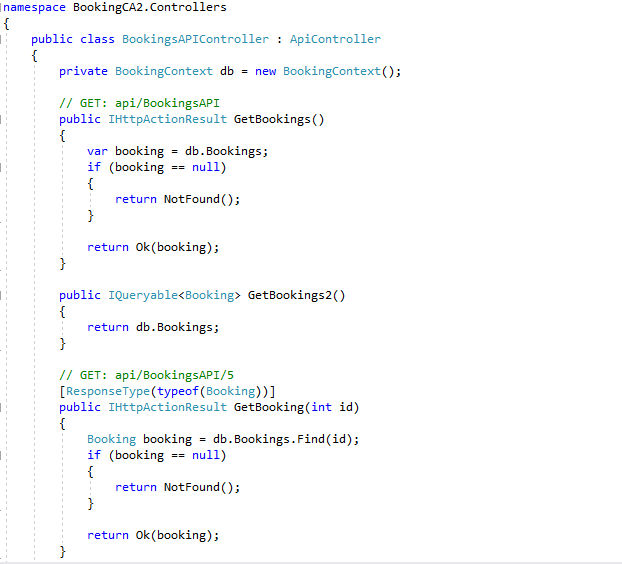 namespace BookingCA2.Controllers
{
    public class BookingsAPIController : ApiController
    {
        private BookingContext db = new BookingContext();

        // GET: api/BookingsAPI
        public IHttpActionResult GetBookings()
        {
            var booking = db.Bookings;
            if (booking == null)
            {
                return NotFound();
            }

            return Ok(booking);
        }

        public IQueryable<Booking> GetBookings2()
        {
            return db.Bookings;
        }

        // GET: api/BookingsAPI/5
        [ResponseType(typeof(Booking))]
        public IHttpActionResult GetBooking(int id)
        {
            Booking booking = db.Bookings.Find(id);
            if (booking == null)
            {
                return NotFound();
            }

            return Ok(booking);
        }